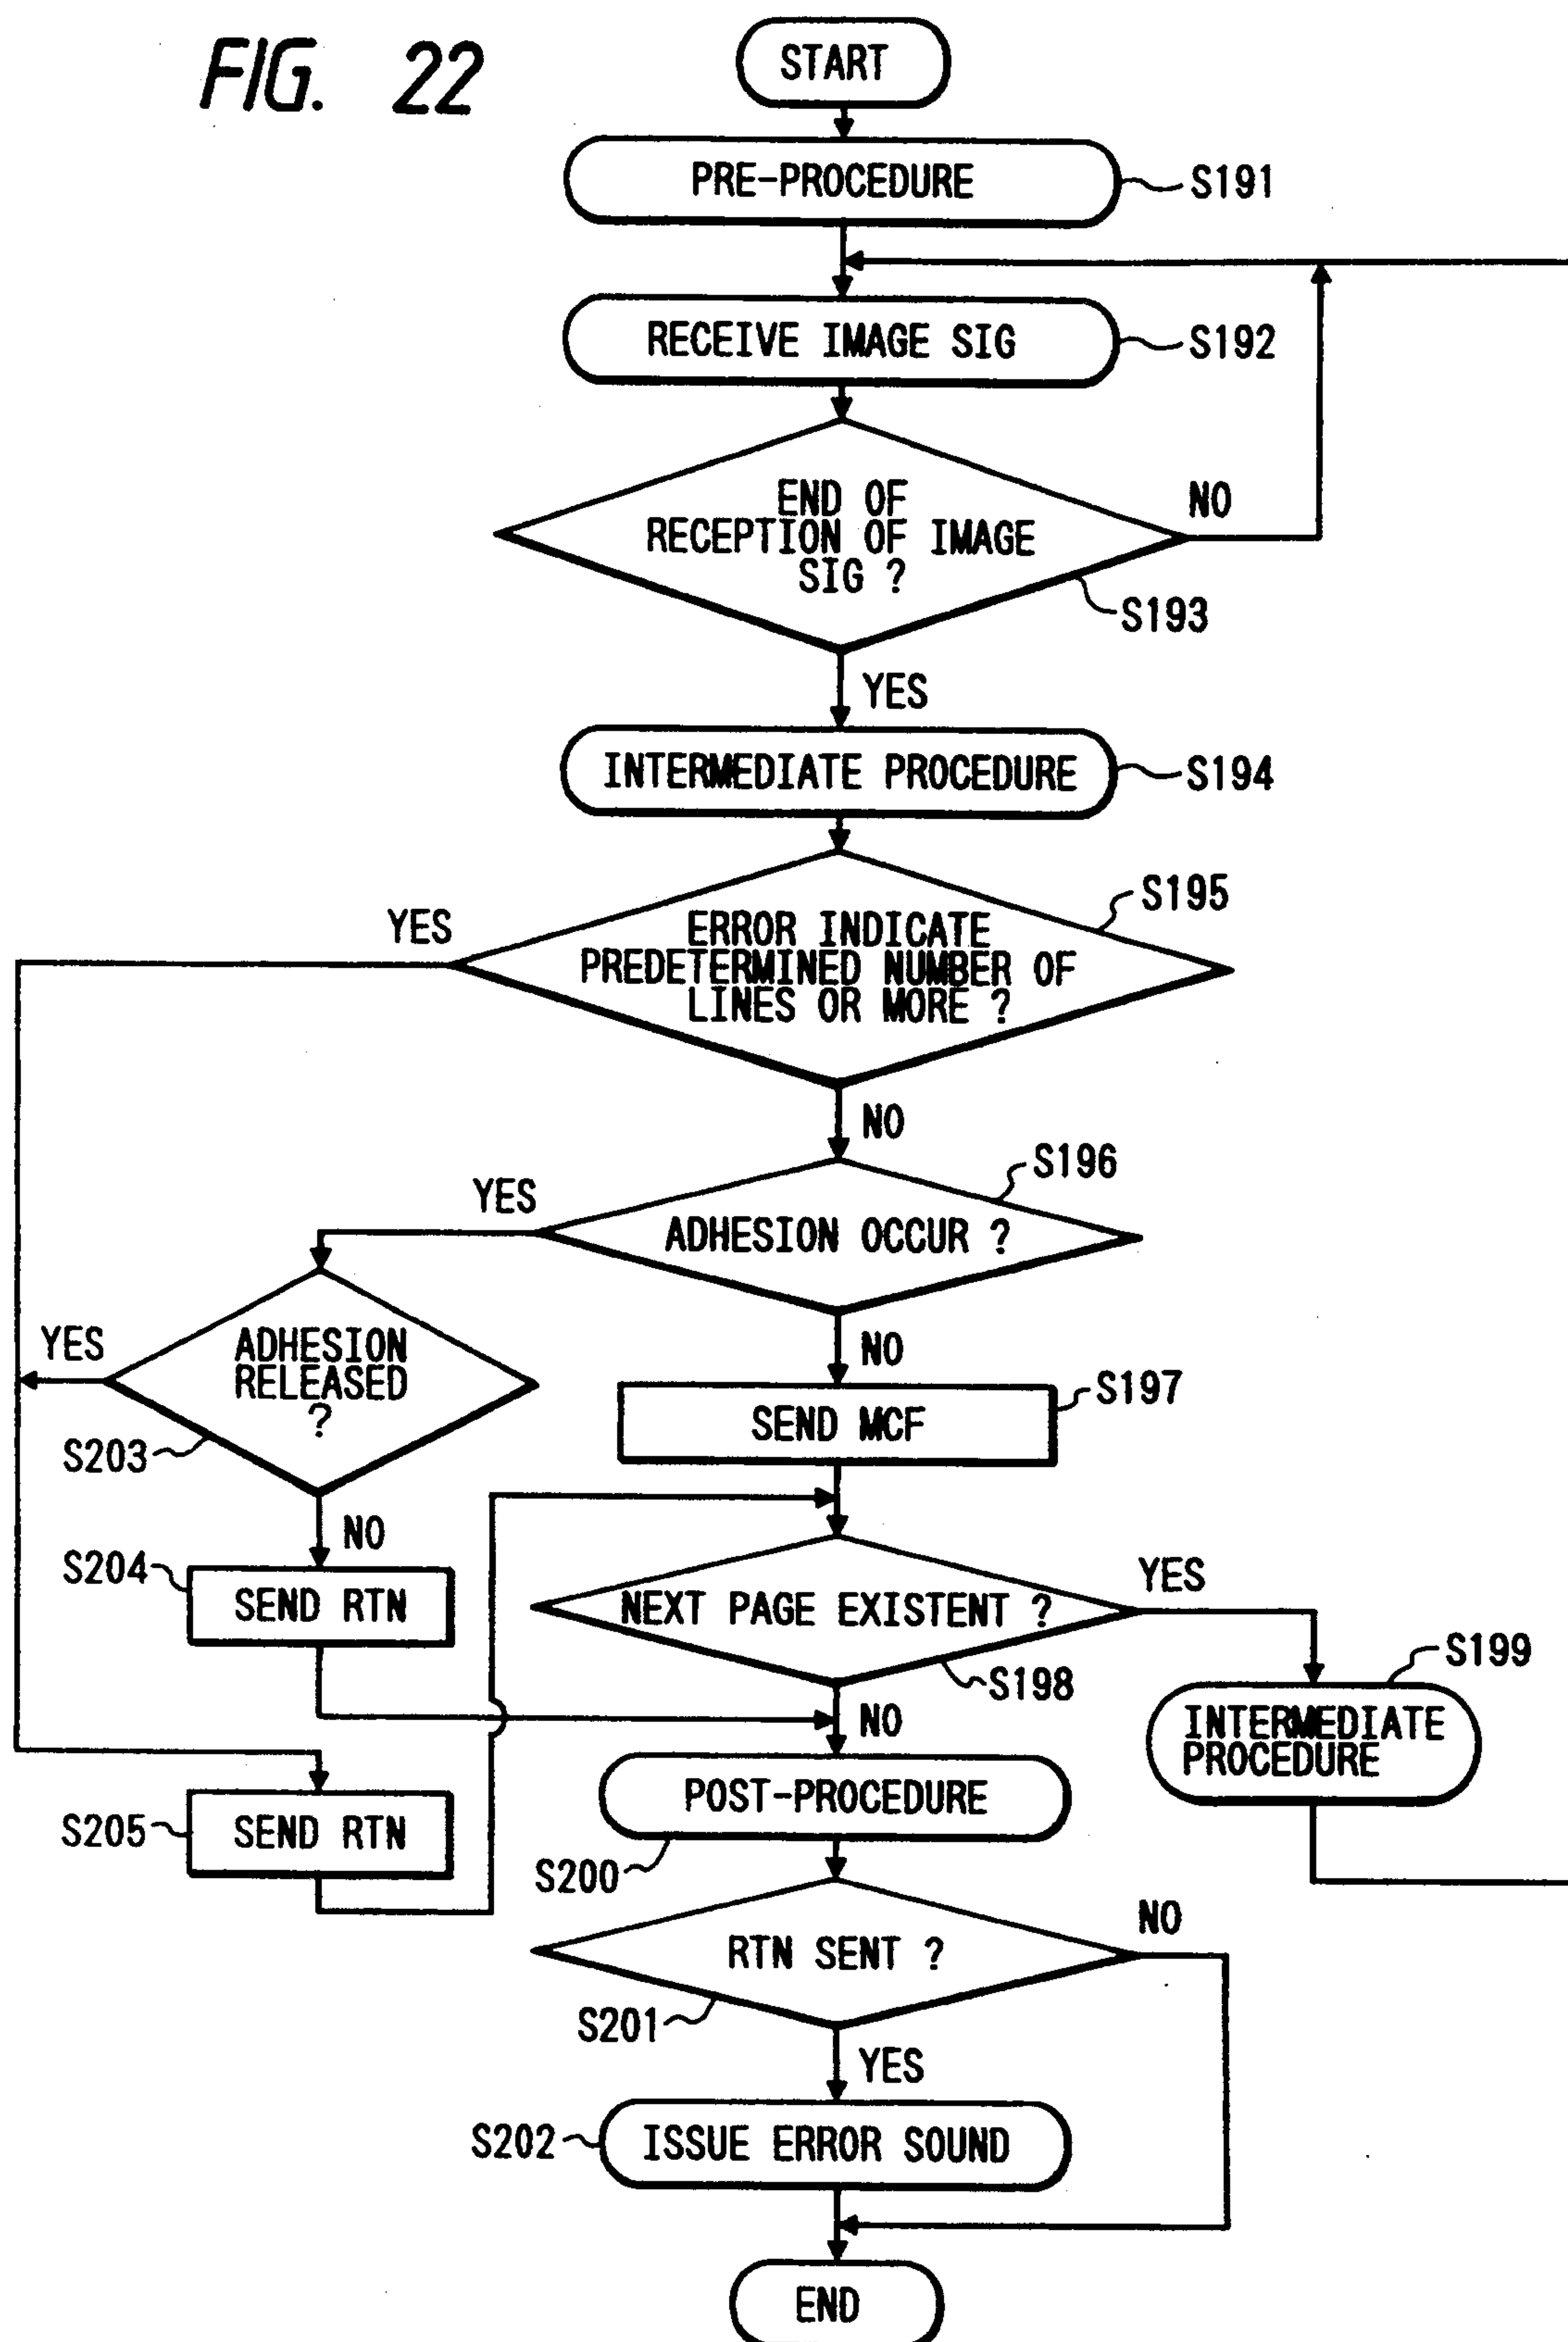 FIG. 22
START
PRE-PROCEDURE
S191
RECEIVE IMAGE SIG
S192
END OF
RECEPTION OF IMAGE
SIG ?
NO
S193
YES
INTERMEDIATE PROCEDURE
S194
S195
YES
ERROR INDICATE
PREDETERMINED NUMBER OF
LINES OR MORE ?
NO
S196
YES
ADHESION OCCUR ?
YES
ADHESION
RELEASED
?
S203
NO
S197
SEND MCF
NO
S204
SEND RTN
YES
NEXT PAGE EXISTENT ?
S198
S199
NO
INTERMEDIATE
PROCEDURE
POST-PROCEDURE
S205
SEND RTN
S200
NO
RTN SENT ?
S201
YES
S202
ISSUE ERROR SOUND
END